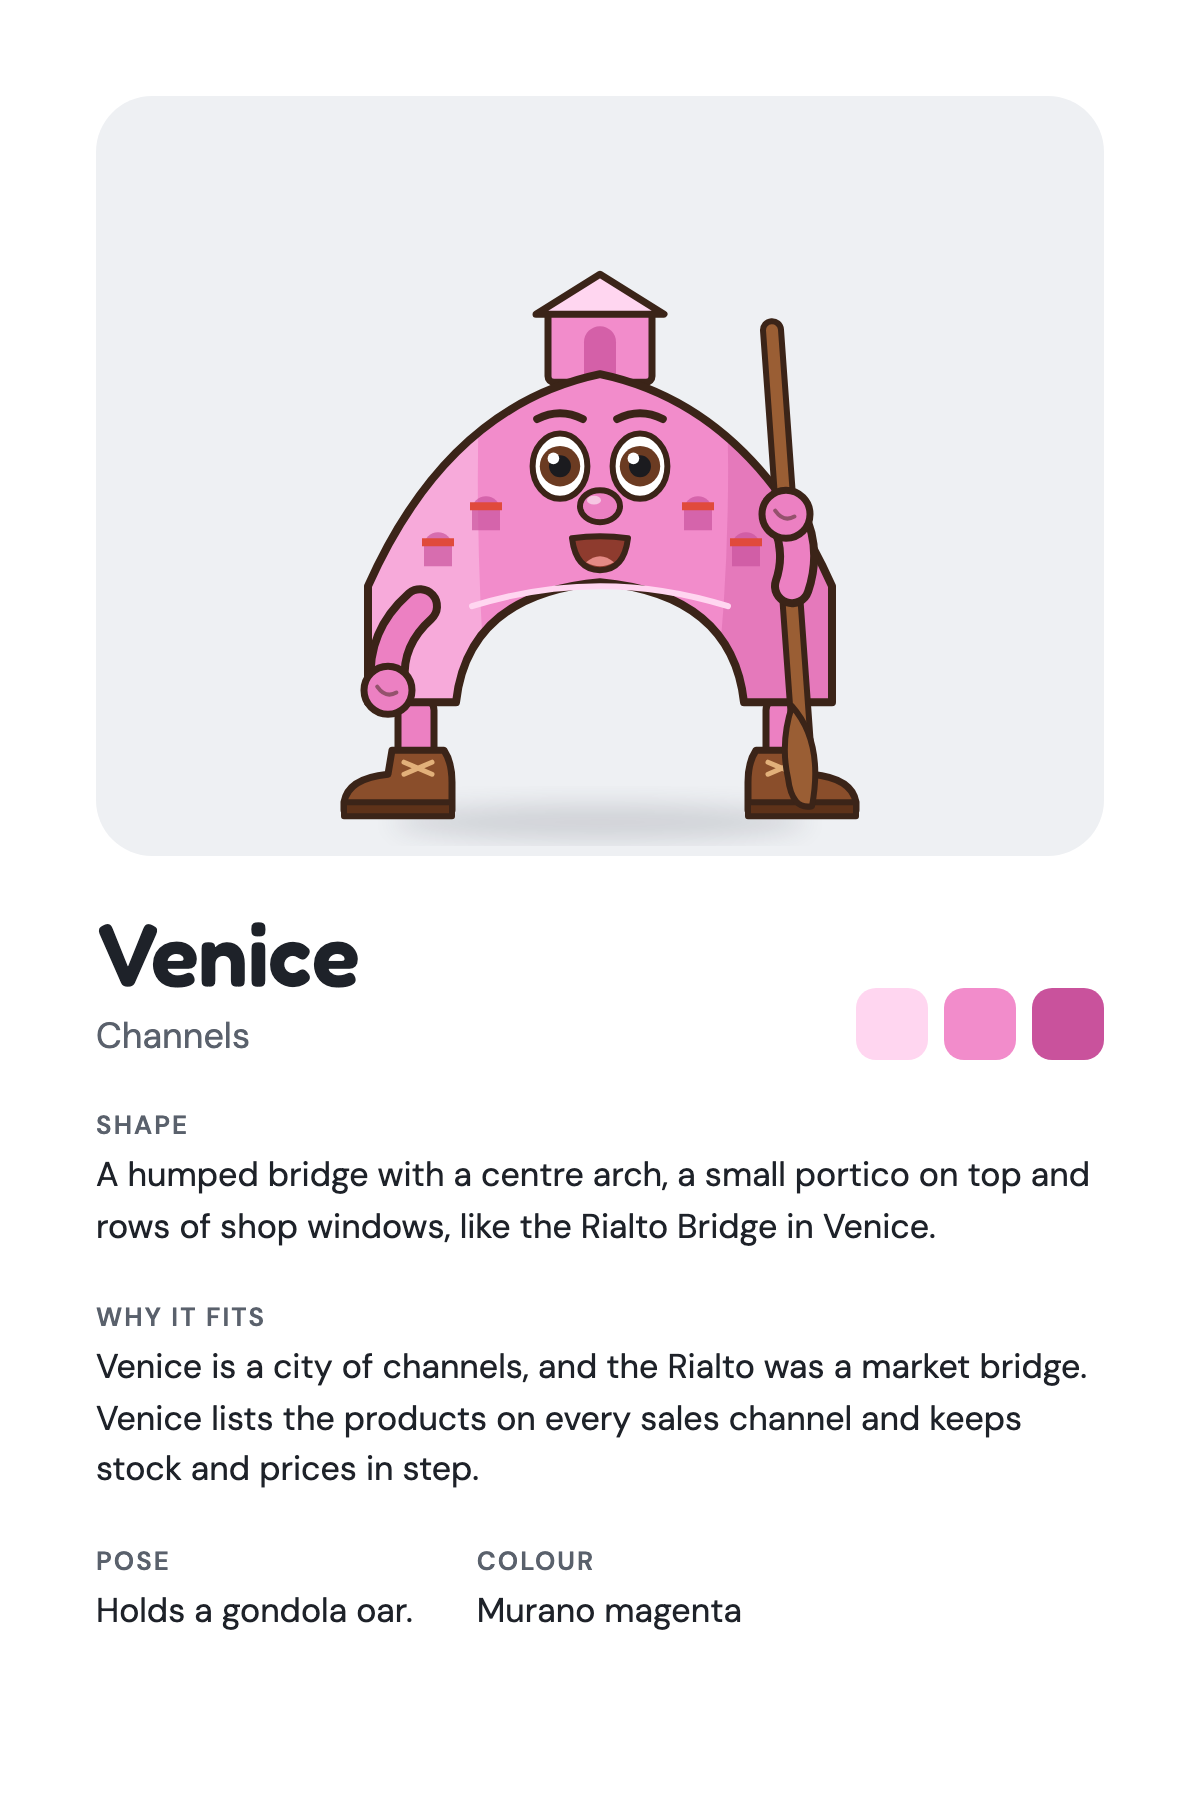 Venice
Channels
SHAPE
A humped bridge with a centre arch, a small portico on top and
rows of shop windows, like the Rialto Bridge in Venice.
WHY IT FITS
Venice is a city of channels, and the Rialto was a market bridge.
Venice lists the products on every sales channel and keeps
stock and prices in step.
POSE
Holds a gondola oar.
COLOUR
Murano magenta